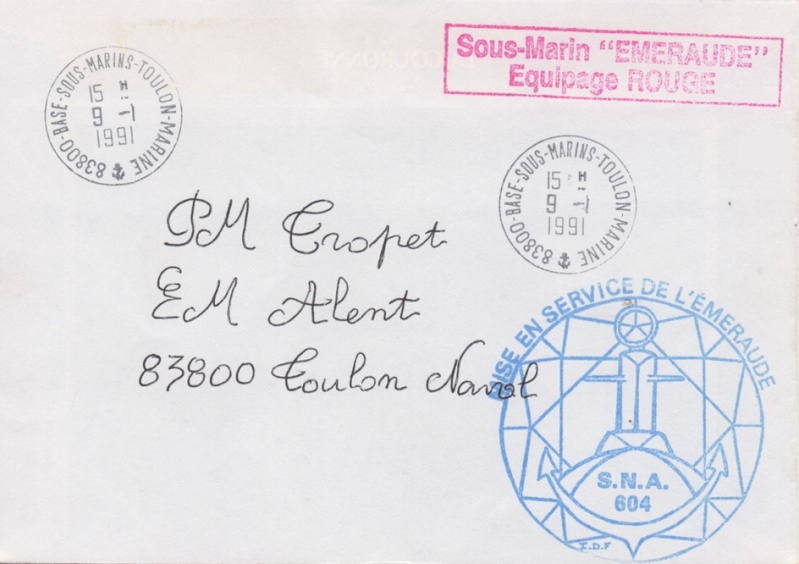 Sous-Marin "EMERAUDE"
Equipage ROUGE
83800-BASE-SOUS-MARINS-TOULON-MARINE
15 H
9 -1
1991
83800-BASE-SOUS-MARINS-TOULON-MARINE
15 H
9 -1
1991
PM Tropet
EM Alent
83800 Toulon Naval
MISE EN SERVICE DE L'ÉMERAUDE
S.N.A.
604
I.D.F